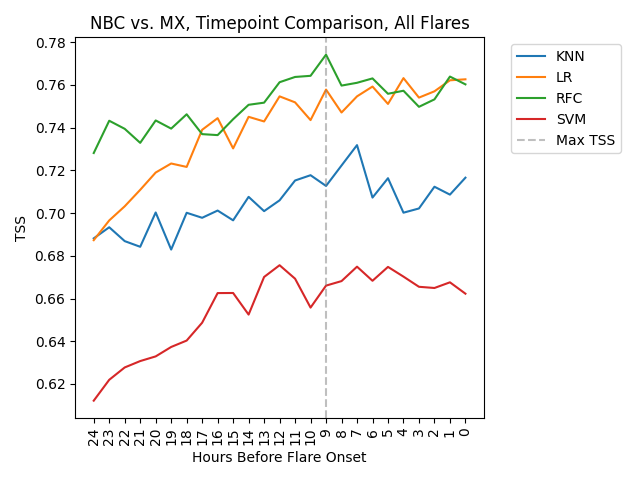 NBC vs. MX, Timepoint Comparison, All Flares
0.78
0.76
0.74
0.72
0.70
0.68
0.66
0.64
0.62
TSS
24 23 22 21 20 19 18 17 16 15 14 13 12 11 10 9 8 7 6 5 4 3 2 1 0
Hours Before Flare Onset
KNN
LR
RFC
SVM
Max TSS